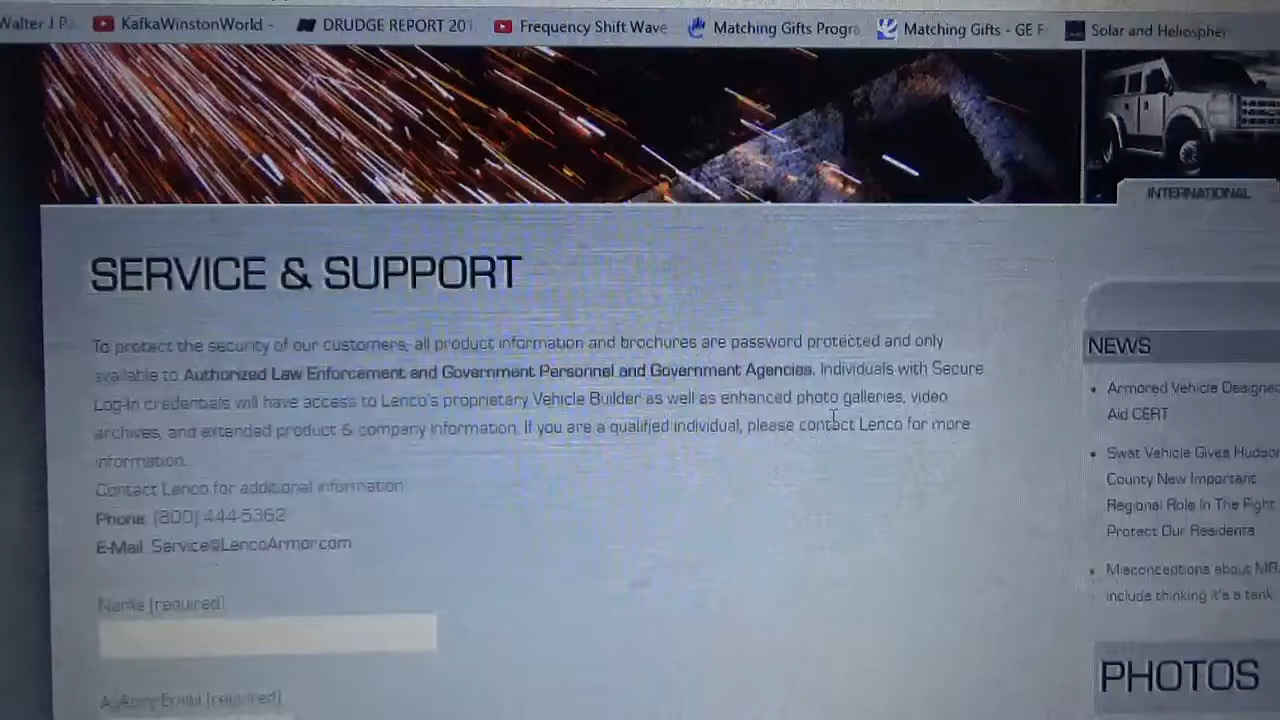 Walter J P
KafkaWinstonWorld -
DRUDGE REPORT 201
Frequency Shift Wave
Matching Gifts Progra
Matching Gifts - GE F
Solar and Heliospher
INTERNATIONAL
SERVICE & SUPPORT
To protect the security of our customers, all product information and brochures are password protected and only
available to Authorized Law Enforcement and Government Personnel and Government Agencies. Individuals with Secure
Log-In credentials will have access to Lenco's proprietary Vehicle Builder as well as enhanced photo galleries, video
archives, and extended product & company information. If you are a qualified individual, please contact Lenco for more
information.
Contact Lenco for additional information
Phone: (800) 444-5362
E-Mail: Service@LencoArmor.com
Name (required)
Agency Email (required)
NEWS
Armored Vehicle Designed
Aid CERT
Swat Vehicle Gives Hudson
County New Important
Regional Role In The Fight
Protect Our Residents
Misconceptions about MR
include thinking it's a tank
PHOTOS